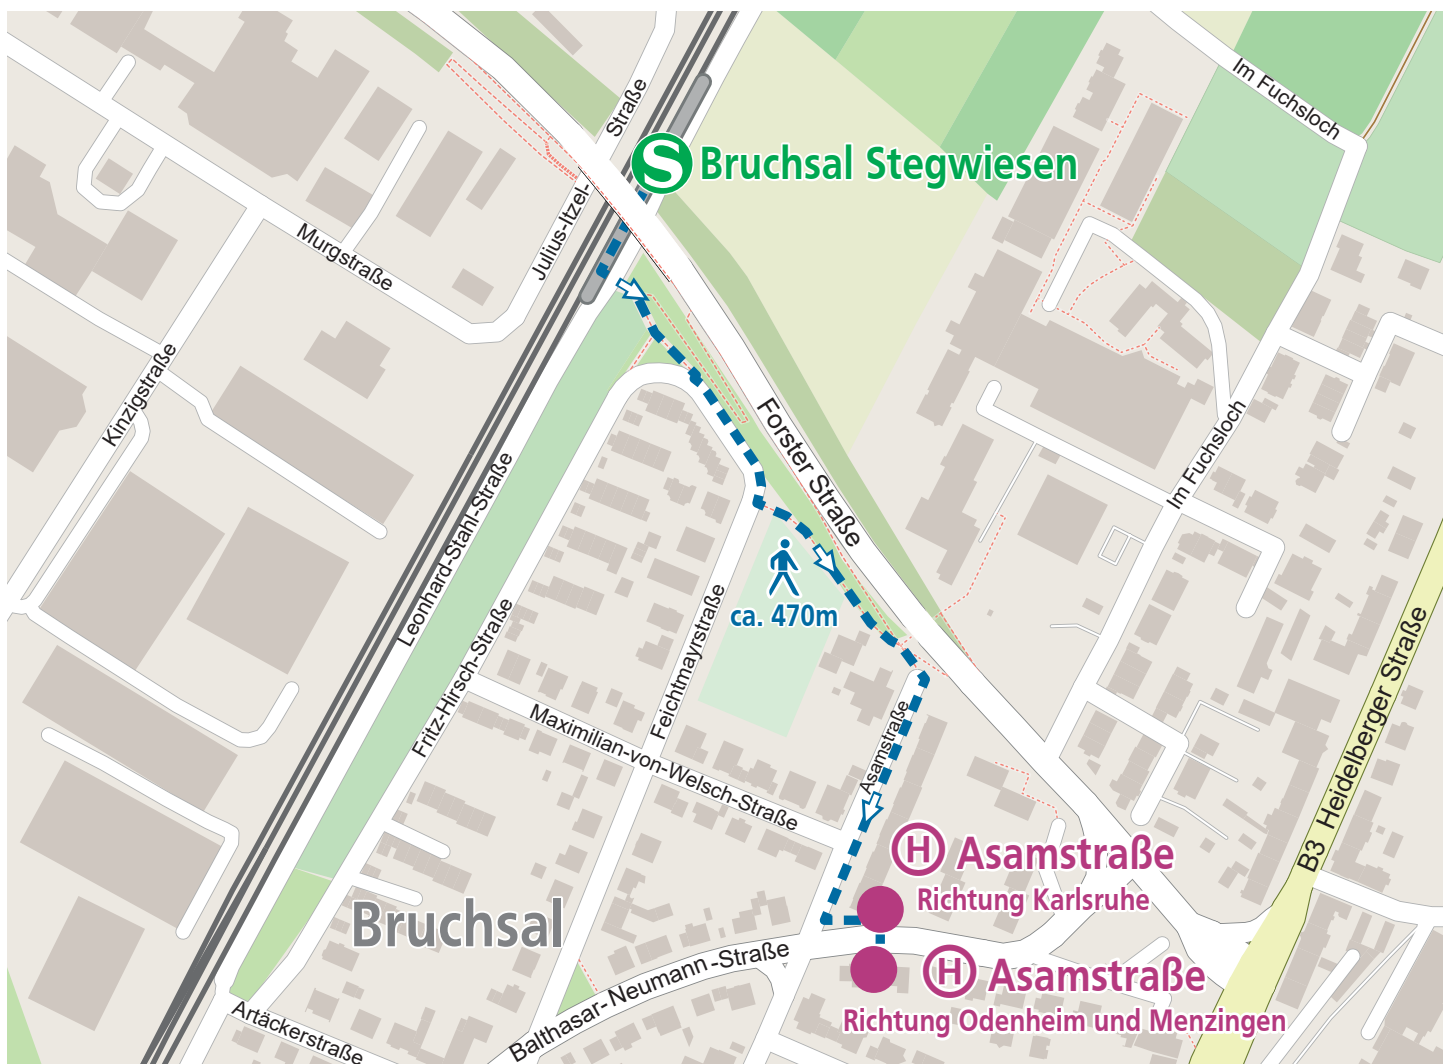 Im Fuchsloch
Straße
S Bruchsal Stegwiesen
Julius-Itzel-
Murgstraße
Kinzigstraße
Forster Straße
Im Fuchsloch
Leonhard-Stahl-Straße
ca. 470m
Feichtmayrstraße
Fritz-Hirsch-Straße
Maximilian-von-Welsch-Straße
Asamstraße
B3 Heidelberger Straße
H Asamstraße
Richtung Karlsruhe
Bruchsal
H Asamstraße
Richtung Odenheim und Menzingen
Balthasar-Neumann-Straße
Artäckerstraße